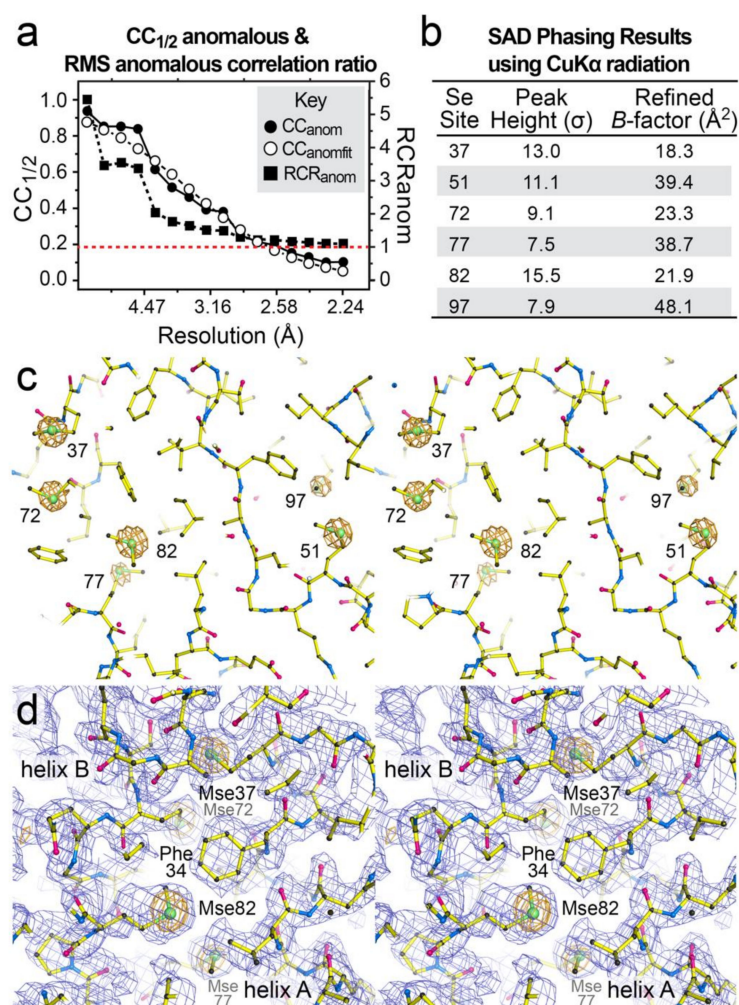 a
CC1/2 anomalous &
RMS anomalous correlation ratio
1.0
0.8
0.6
0.4
0.2
0.0
CC1/2
6
5
4
3
2
1
0
RCRanom
Key
CCanom
CCanomfit
RCRanom
4.47 3.16 2.58 2.24
Resolution (Å)
b
SAD Phasing Results
using CuKα radiation
Se Site Peak Height (σ) Refined B-factor (Å2)
37 13.0 18.3
51 11.1 39.4
72 9.1 23.3
77 7.5 38.7
82 15.5 21.9
97 7.9 48.1
c
37
72
82
77
97
51
37
72
82
77
97
51
d
helix B
Mse37
Mse72
Phe
34
Mse82
Mse
77
helix A
helix B
Mse37
Mse72
Phe
34
Mse82
Mse
77
helix A